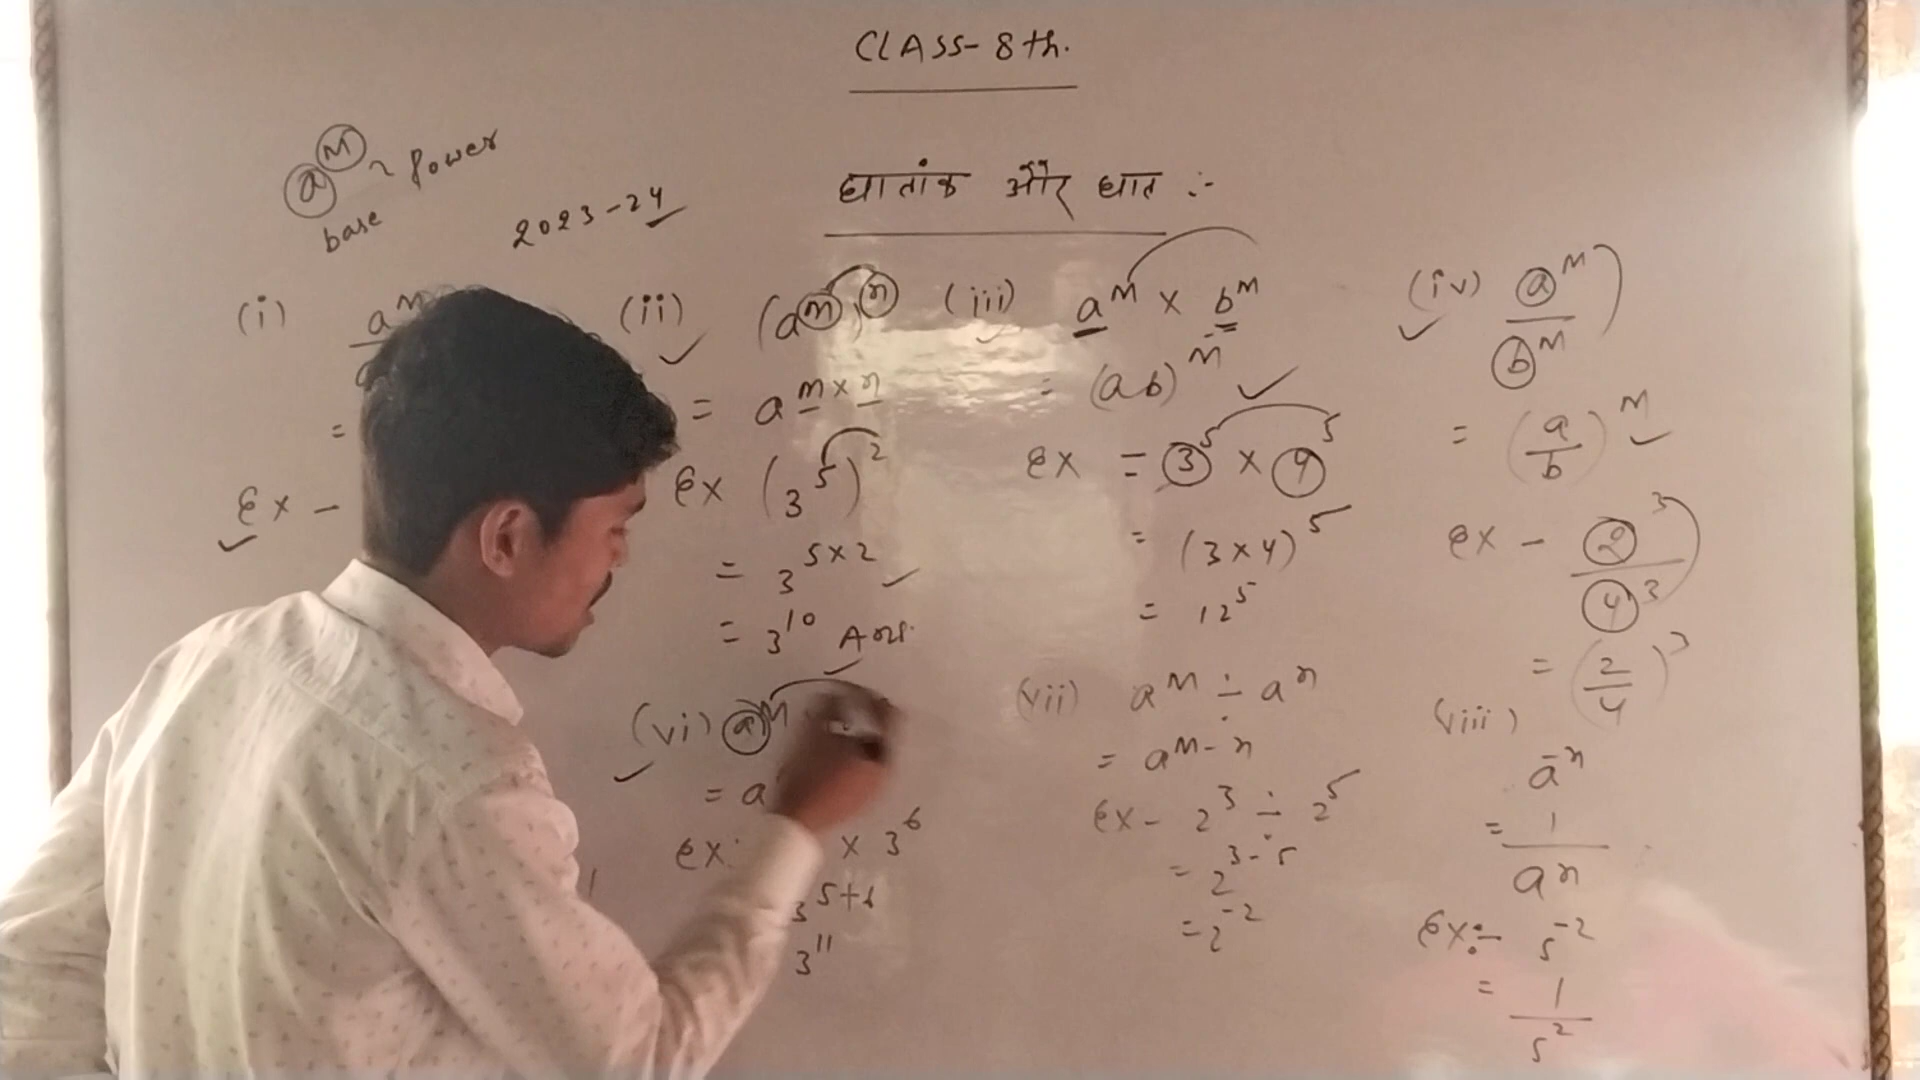 CLASS-8th.
घातांक और घात :-
a^m ~ Power
base
2023-24
(i) a^m
=
Ex -
(ii) (a^m)^n
= a^m×n
Ex (3^5)^2
= 3^5×2
= 3^10 Ans.
(iii) a^m × b^m
= (ab)^m
Ex = 3^5 × 4^5
= (3×4)^5
= 12^5
(iv) a^m / b^m
= (a/b)^m
Ex - 2^3 / 4^3
= (2/4)^3
(vi) a^m
= a
Ex: × 3^6
3^5+6
3^11
(vii) a^m ÷ a^n
= a^m-n
Ex - 2^3 ÷ 2^5
= 2^3-5
= 2^-2
(viii)
a^-n
= 1 / a^n
Ex:- 5^-2
= 1 / 5^2